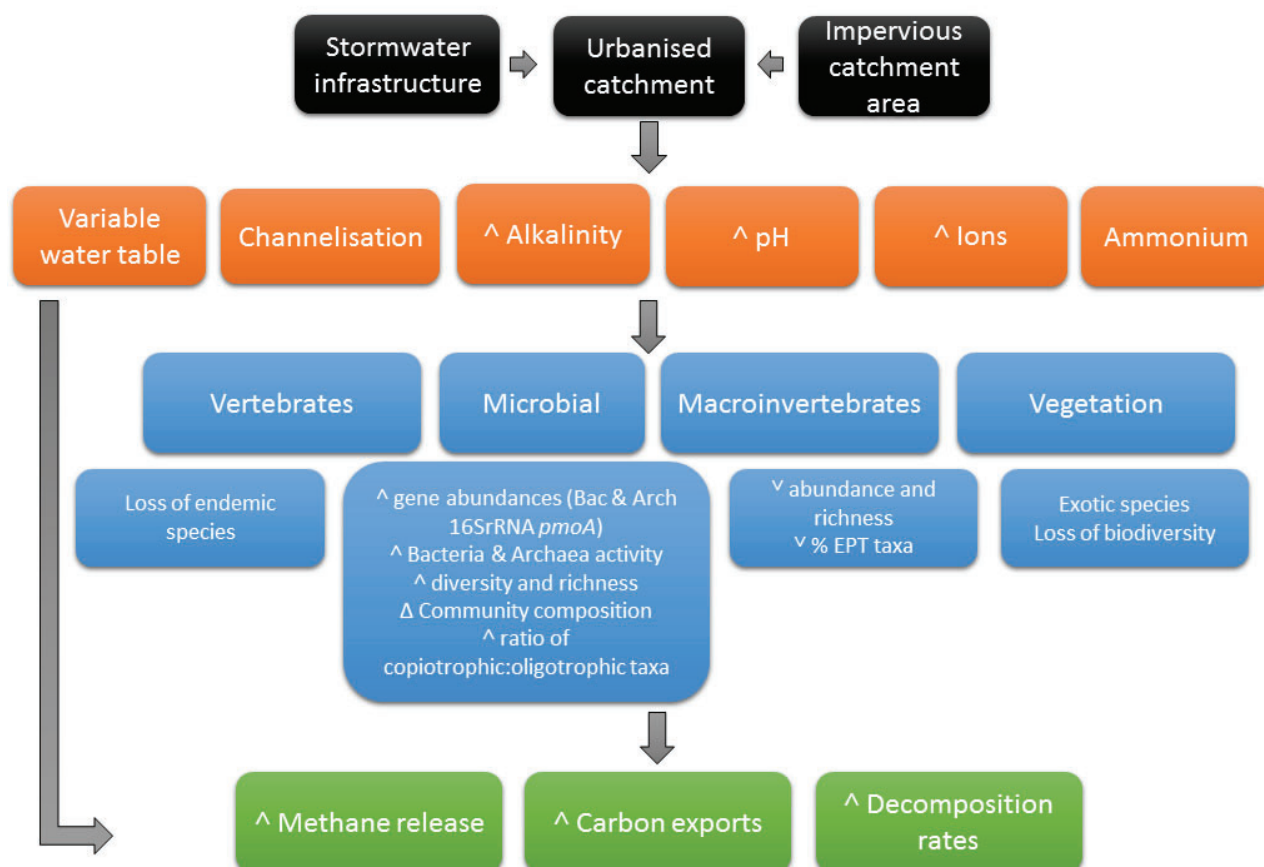 Stormwater
infrastructure
Urbanised
catchment
Impervious
catchment
area
Variable
water table
Channelisation
^ Alkalinity
^ pH
^ Ions
Ammonium
Vertebrates
Microbial
Macroinvertebrates
Vegetation
Loss of endemic
species
^ gene abundances (Bac & Arch
16SrRNA pmoA)
^ Bacteria & Archaea activity
^ diversity and richness
Δ Community composition
^ ratio of
copiotrophic:oligotrophic taxa
˅ abundance and
richness
˅ % EPT taxa
Exotic species
Loss of biodiversity
^ Methane release
^ Carbon exports
^ Decomposition
rates